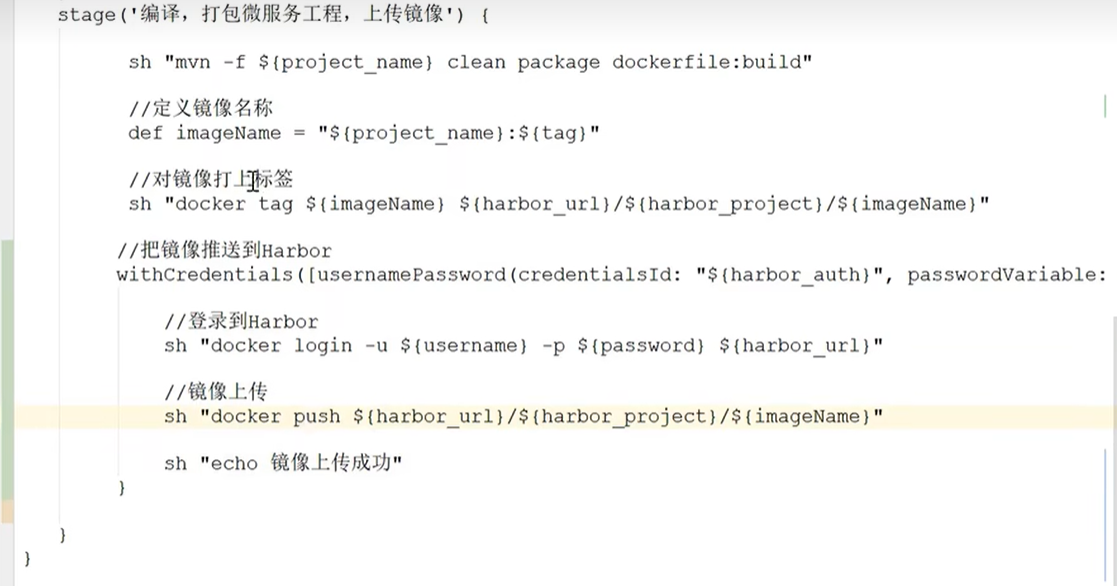 stage('编译，打包微服务工程，上传镜像') {
sh "mvn -f ${project_name} clean package dockerfile:build"
//定义镜像名称
def imageName = "${project_name}:${tag}"
//对镜像打上标签
sh "docker tag ${imageName} ${harbor_url}/${harbor_project}/${imageName}"
//把镜像推送到Harbor
withCredentials([usernamePassword(credentialsId: "${harbor_auth}", passwordVariable:
//登录到Harbor
sh "docker login -u ${username} -p ${password} ${harbor_url}"
//镜像上传
sh "docker push ${harbor_url}/${harbor_project}/${imageName}"
sh "echo 镜像上传成功"
}
}
}